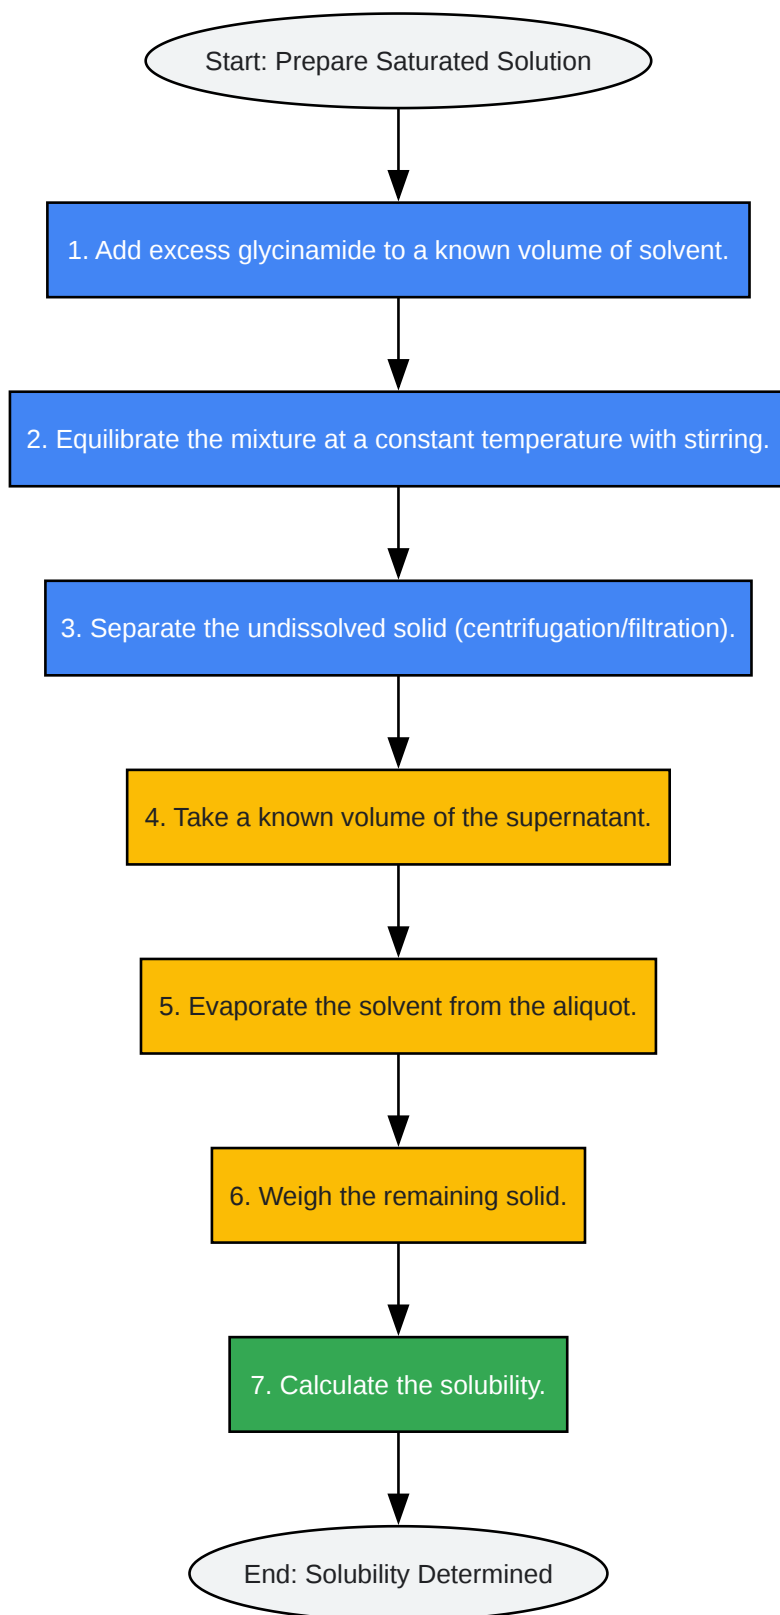 Start: Prepare Saturated Solution
1. Add excess glycinamide to a known volume of solvent.
2. Equilibrate the mixture at a constant temperature with stirring.
3. Separate the undissolved solid (centrifugation/filtration).
4. Take a known volume of the supernatant.
5. Evaporate the solvent from the aliquot.
6. Weigh the remaining solid.
7. Calculate the solubility.
End: Solubility Determined